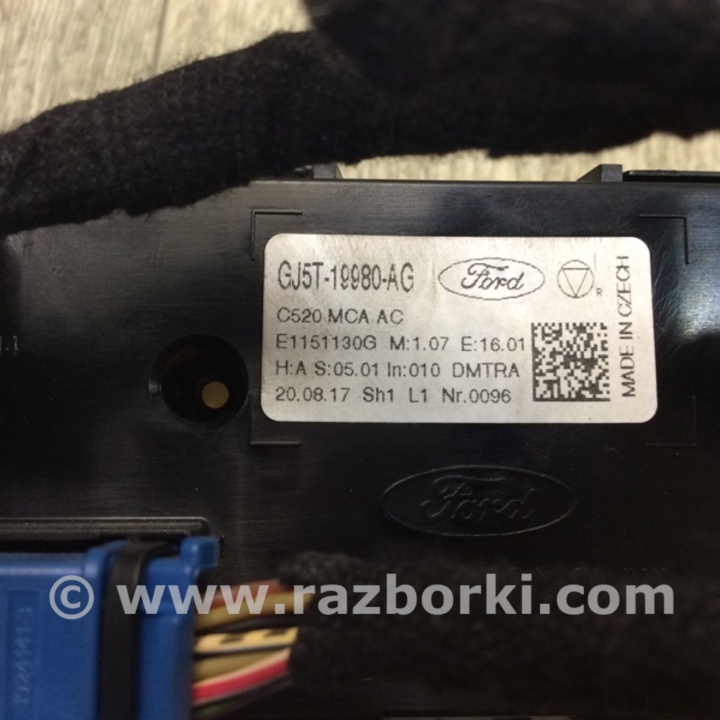 GJ5T-19980-AG
Ford
R
C520 MCA AC
E1151130G M:1.07 E:16.01
H:A S:05.01 In:010 DMTRA
20.08.17 Sh1 L1 Nr.0096
MADE IN CZECH
Ford
© www.razborki.com